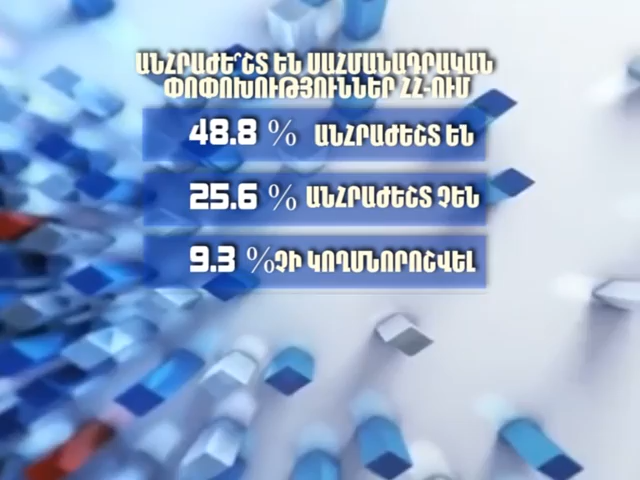 ԱՆՀՐԱԺԵ՞ՇՏ ԵՆ ՍԱՀՄԱՆԱԴՐԱԿԱՆ
ՓՈՓՈԽՈՒԹՅՈՒՆՆԵՐ ՀՀ-ՈՒՄ
48.8 % ԱՆՀՐԱԺԵՇՏ ԵՆ
25.6 % ԱՆՀՐԱԺԵՇՏ ՉԵՆ
9.3 % ՉԻ ԿՈՂՄՆՈՐՈՇՎԵԼ